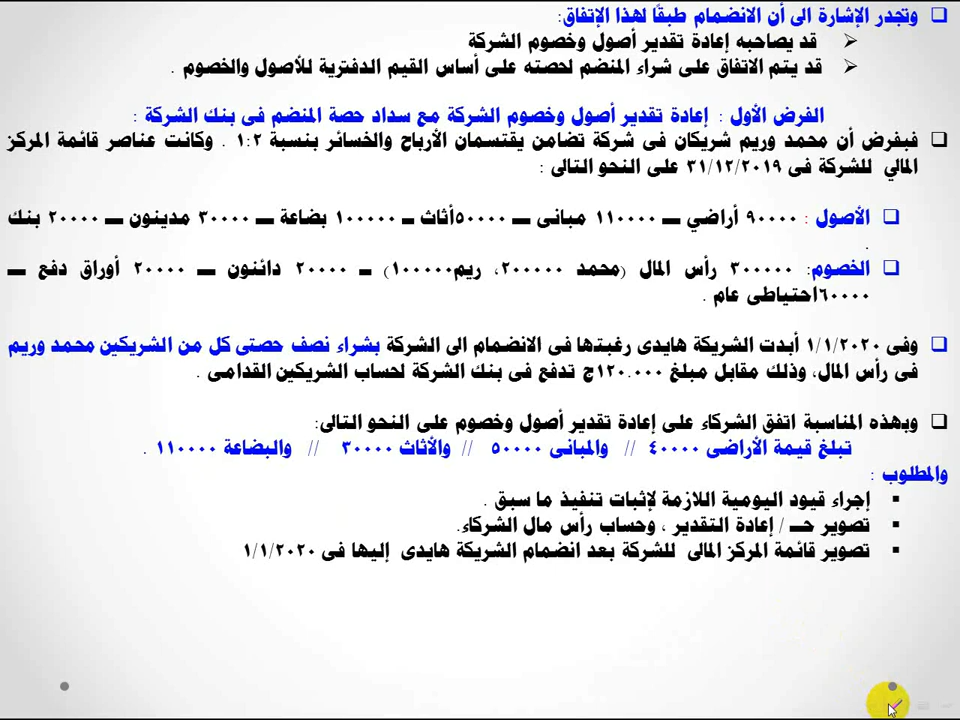 ❑ وتجدر الإشارة الى أن الانضمام طبقًا لهذا الإتفاق:
➢ قد يصاحبه إعادة تقدير أصول وخصوم الشركة
➢ قد يتم الاتفاق على شراء المنضم لحصته على أساس القيم الدفترية للأصول والخصوم .
الفرض الأول : إعادة تقدير أصول وخصوم الشركة مع سداد حصة المنضم فى بنك الشركة :
❑ فبفرض أن محمد وريم شريكان فى شركة تضامن يقتسمان الأرباح والخسائر بنسبة ١:٢ . وكانت عناصر قائمة المركز
المالي للشركة فى ٣١/١٢/٢٠١٩ على النحو التالى :
❑ الأصول : ٩٠٠٠٠ أراضي ــ ١١٠٠٠٠ مبانى ــ ٥٠٠٠٠أثاث ــ ١٠٠٠٠٠ بضاعة ــ ٣٠٠٠٠ مدينون ــ ٢٠٠٠٠ بنك
.
❑ الخصوم: ٣٠٠٠٠٠ رأس المال (محمد ٢٠٠٠٠٠، ريم١٠٠٠٠٠) ــ ٢٠٠٠٠ دائنون ــ ٢٠٠٠٠ أوراق دفع ــ
٦٠٠٠٠احتياطى عام .
❑ وفى ١/١/٢٠٢٠ أبدت الشريكة هايدى رغبتها فى الانضمام الى الشركة بشراء نصف حصتى كل من الشريكين محمد وريم
فى رأس المال، وذلك مقابل مبلغ ١٢٠.٠٠٠ج تدفع فى بنك الشركة لحساب الشريكين القدامى .
❑ وبهذه المناسبة اتفق الشركاء على إعادة تقدير أصول وخصوم على النحو التالى:
تبلغ قيمة الأراضى ٤٠٠٠٠ // والمبانى ٥٠٠٠٠ // والأثاث ٣٠٠٠٠ // والبضاعة ١١٠٠٠٠ .
والمطلوب :
▪ إجراء قيود اليومية اللازمة لإثبات تنفيذ ما سبق .
▪ تصوير حــ / إعادة التقدير ، وحساب رأس مال الشركاء.
▪ تصوير قائمة المركز المالى للشركة بعد انضمام الشريكة هايدى إليها فى ١/١/٢٠٢٠